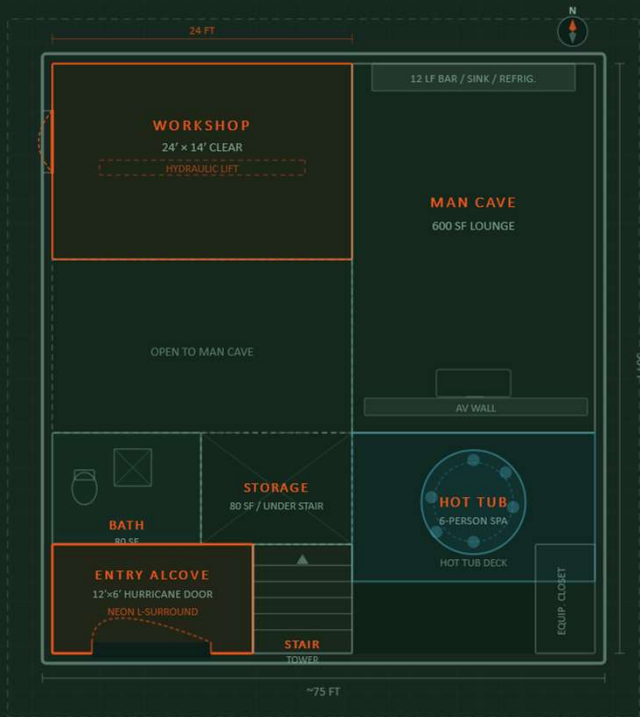 N
24 FT
12 LF BAR / SINK / REFRIG.
WORKSHOP
24' × 14' CLEAR
HYDRAULIC LIFT
MAN CAVE
600 SF LOUNGE
OPEN TO MAN CAVE
AV WALL
STORAGE
80 SF / UNDER STAIR
HOT TUB
6-PERSON SPA
BATH
80 SF
HOT TUB DECK
ENTRY ALCOVE
12'×6' HURRICANE DOOR
NEON L-SURROUND
EQUIP. CLOSET
STAIR
TOWER
~75 FT